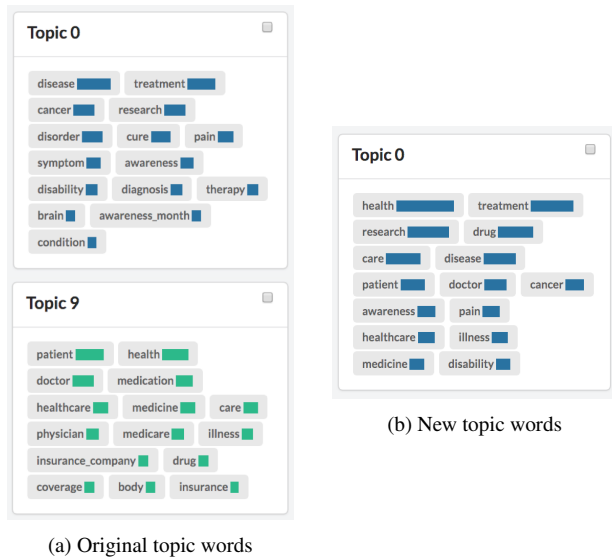 Topic 0
disease treatment
cancer research
disorder cure pain
symptom awareness
disability diagnosis therapy
brain awareness_month
condition
Topic 9
patient health
doctor medication
healthcare medicine care
physician medicare illness
insurance_company drug
coverage body insurance
(a) Original topic words
Topic 0
health treatment
research drug
care disease
patient doctor cancer
awareness pain
healthcare illness
medicine disability
(b) New topic words